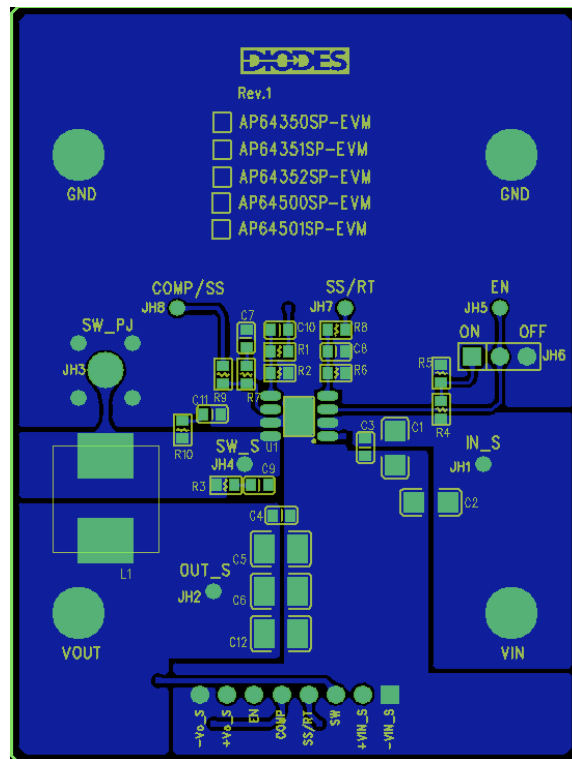 DIODES
Rev.1
AP64350SP-EVM
AP64351SP-EVM
AP64352SP-EVM
AP64500SP-EVM
AP64501SP-EVM
GND
GND
COMP/SS
SS/RT
EN
JH8
JH7
JH5
SW_PJ
C7
C10
R8
ON
OFF
JH6
R1
C8
JH3
R2
R6
R5
R9
R7
C11
C1
R4
U1
C3
R10
SW_S
IN_S
JH4
JH1
R3
C9
C2
C4
C5
L1
OUT_S
JH2
C6
C12
VOUT
VIN
-Vo_S
+Vo_S
EN
COMP
SS/RT
SW
+VIN_S
-VIN_S